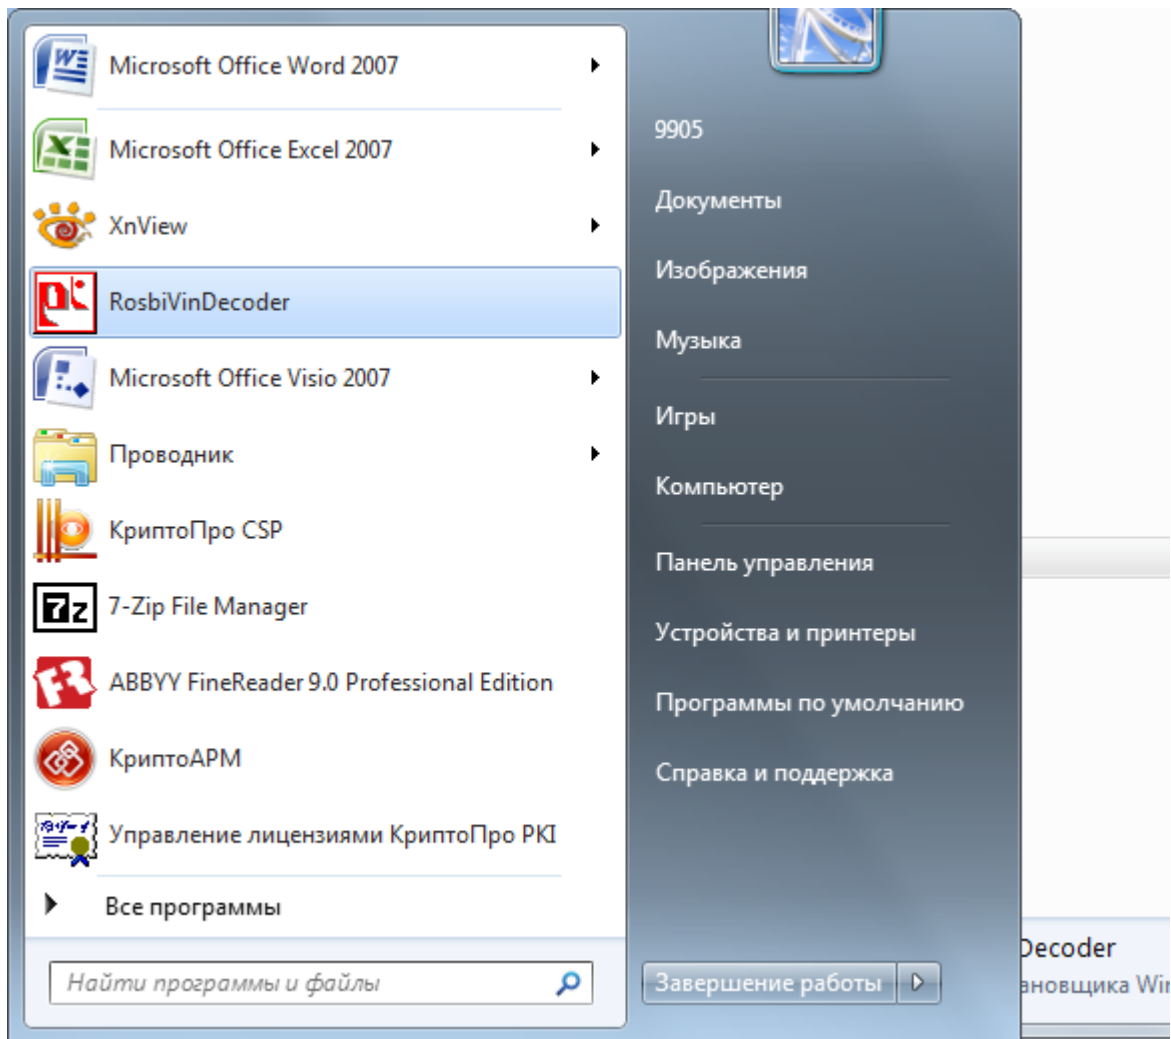 Microsoft Office Word 2007
Microsoft Office Excel 2007
XnView
RosbiVinDecoder
Microsoft Office Visio 2007
Проводник
КриптоПро CSP
7-Zip File Manager
ABBYY FineReader 9.0 Professional Edition
КриптоАРМ
Управление лицензиями КриптоПро PKI
Все программы
Найти программы и файлы
9905
Документы
Изображения
Музыка
Игры
Компьютер
Панель управления
Устройства и принтеры
Программы по умолчанию
Справка и поддержка
Завершение работы
Decoder
ановщика Wir